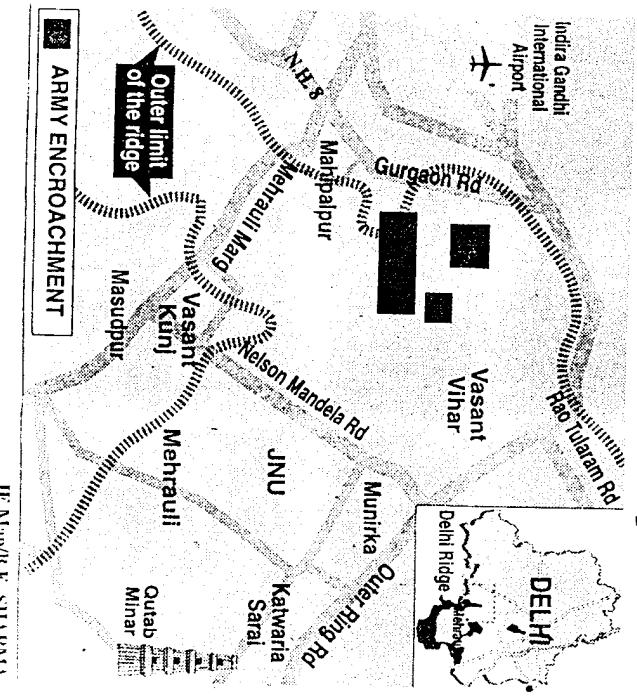 Indira Gandhi
International
Airport
N.H.8
Gurgaon Rd
Mahipalpur
Rao Tularam Rd
Vasant
Vihar
Outer limit
of the ridge
Mehrauli Marg
Nelson Mandela Rd
Vasant
Kunj
Masudpur
JNU
Munirka
Mehrauli
Outer Ring Rd
Katwaria
Sarai
Qutab
Minar
DELHI
Mehrauli
Delhi Ridge
ARMY ENCROACHMENT